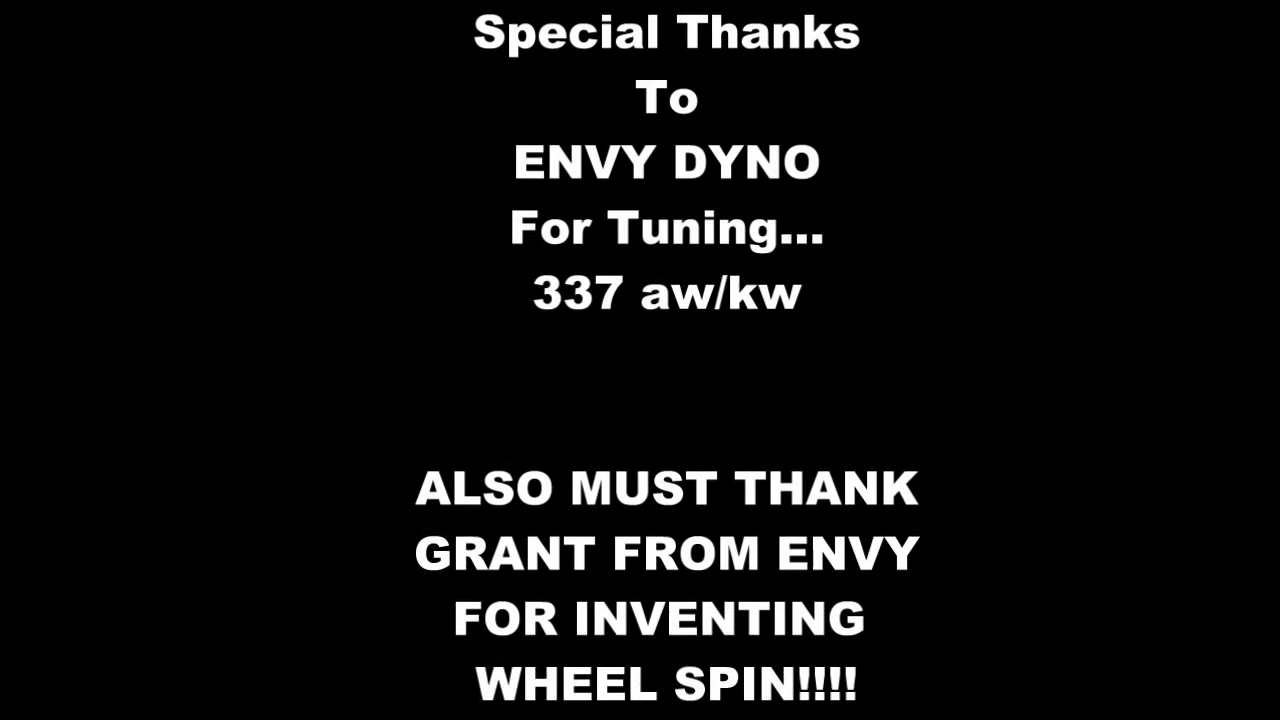 Special Thanks
To
ENVY DYNO
For Tuning...
337 aw/kw
ALSO MUST THANK
GRANT FROM ENVY
FOR INVENTING
WHEEL SPIN!!!!